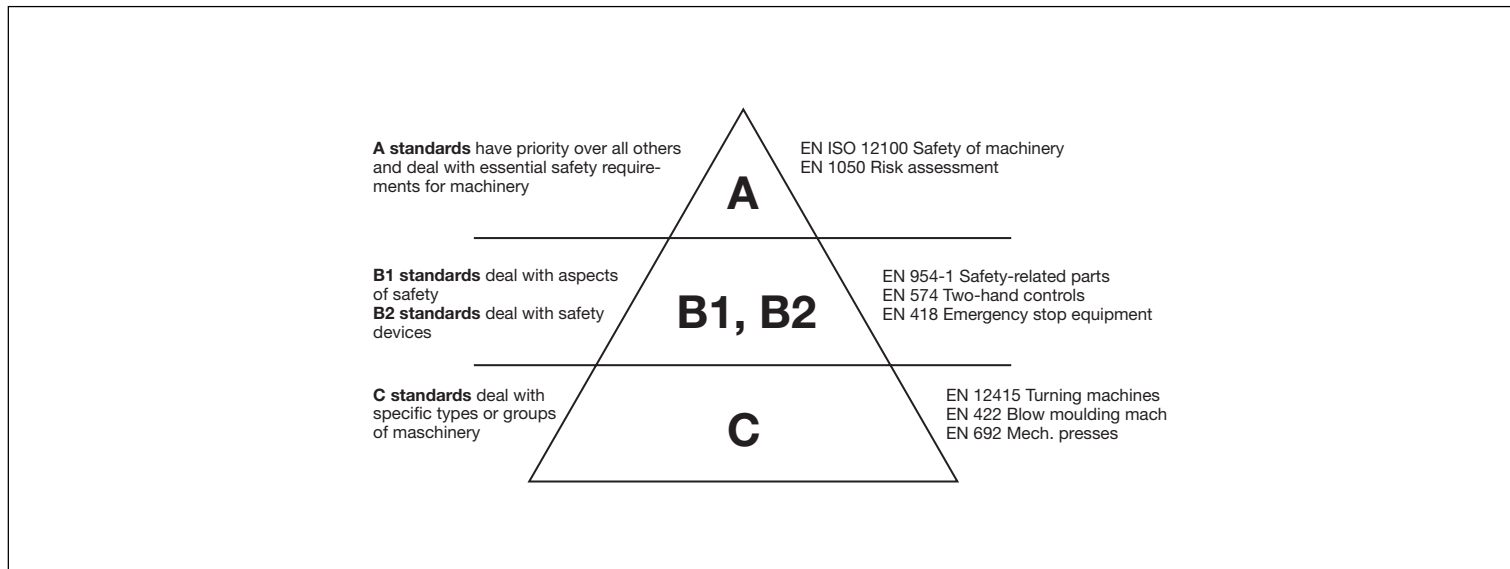 A standards have priority over all others
and deal with essential safety require-
ments for machinery
A
EN ISO 12100 Safety of machinery
EN 1050 Risk assessment
B1 standards deal with aspects
of safety
B2 standards deal with safety
devices
B1, B2
EN 954-1 Safety-related parts
EN 574 Two-hand controls
EN 418 Emergency stop equipment
C standards deal with
specific types or groups
of maschinery
C
EN 12415 Turning machines
EN 422 Blow moulding mach
EN 692 Mech. presses